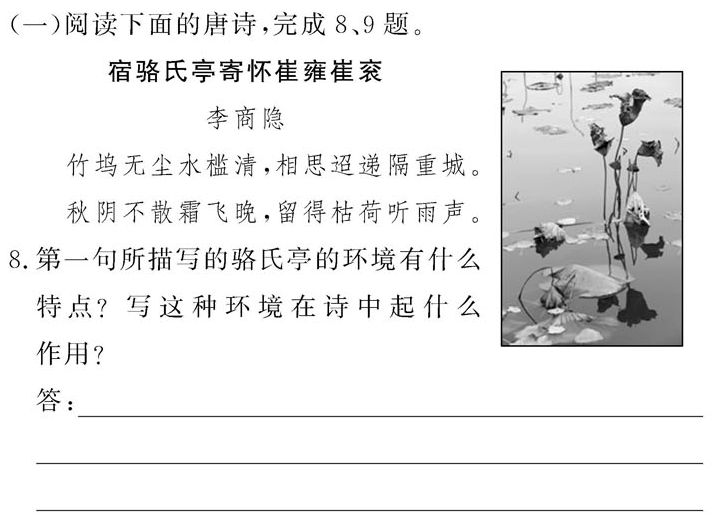 (一)阅读下面的唐诗,完成8、9题。
宿骆氏亭寄怀崔雍崔衮
李商隐
竹坞无尘水槛清,相思迢递隔重城。
秋阴不散霜飞晚,留得枯荷听雨声。
8.第一句所描写的骆氏亭的环境有什么
特点?写这种环境在诗中起什么
作用?
答: